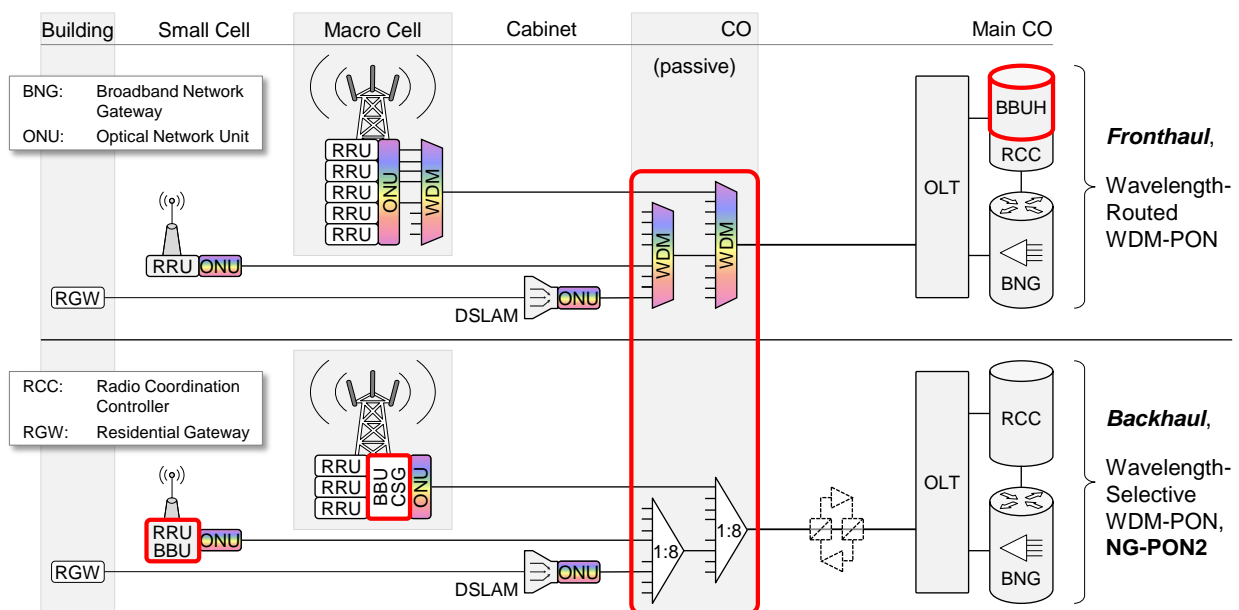 Building Small Cell Macro Cell Cabinet CO Main CO
(passive)
BNG: Broadband Network
Gateway
ONU: Optical Network Unit
RRU
RRU
RRU
RRU
RRU
ONU
WDM
RRU ONU
RGW
DSLAM
ONU
WDM
WDM
OLT
BBUH
RCC
BNG
Fronthaul,
Wavelength-
Routed
WDM-PON
RCC: Radio Coordination
Controller
RGW: Residential Gateway
RRU
RRU
RRU
BBU
CSG
ONU
RRU
BBU
ONU
RGW
DSLAM
ONU
1:8
1:8
OLT
RCC
BNG
Backhaul,
Wavelength-
Selective
WDM-PON,
NG-PON2